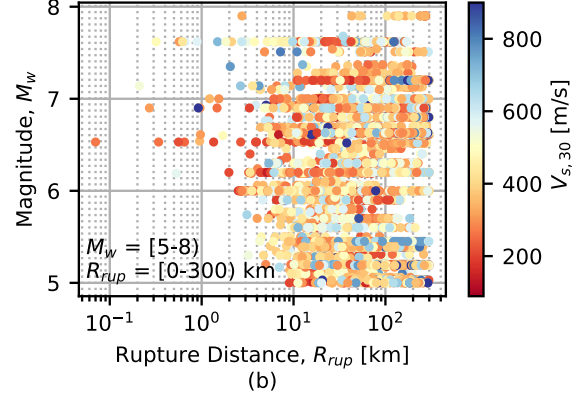 8
7
6
5
Magnitude, M_w
M_w = [5-8)
R_rup = [0-300) km
10^-1
10^0
10^1
10^2
Rupture Distance, R_rup [km]
(b)
800
600
400
200
V_s, 30 [m/s]